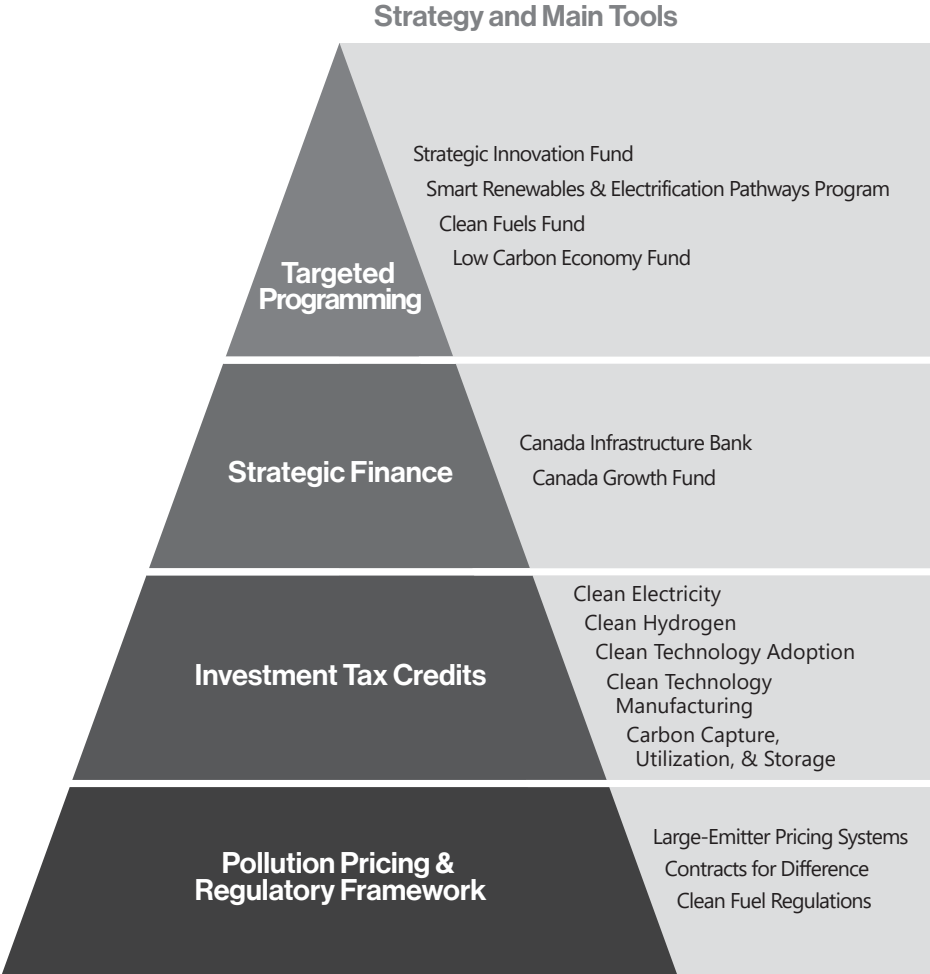 Strategy and Main Tools
Targeted
Programming
Strategic Innovation Fund
Smart Renewables & Electrification Pathways Program
Clean Fuels Fund
Low Carbon Economy Fund
Strategic Finance
Canada Infrastructure Bank
Canada Growth Fund
Investment Tax Credits
Clean Electricity
Clean Hydrogen
Clean Technology Adoption
Clean Technology
Manufacturing
Carbon Capture,
Utilization, & Storage
Pollution Pricing &
Regulatory Framework
Large-Emitter Pricing Systems
Contracts for Difference
Clean Fuel Regulations